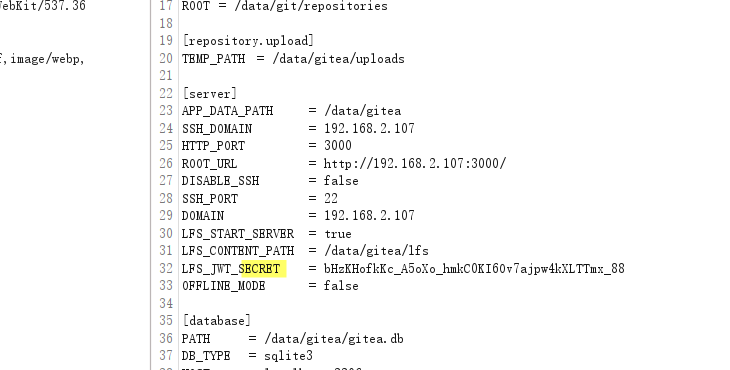 ebKit/537.36
17 ROOT = /data/git/repositories
18
19 [repository.upload]
,image/webp,
20 TEMP_PATH = /data/gitea/uploads
21
22 [server]
23 APP_DATA_PATH = /data/gitea
24 SSH_DOMAIN = 192.168.2.107
25 HTTP_PORT = 3000
26 ROOT_URL = http://192.168.2.107:3000/
27 DISABLE_SSH = false
28 SSH_PORT = 22
29 DOMAIN = 192.168.2.107
30 LFS_START_SERVER = true
31 LFS_CONTENT_PATH = /data/gitea/lfs
32 LFS_JWT_SECRET = bHzKHofkKc_A5oXo_hmkC0KI60v7ajpw4kXLTTmx_88
33 OFFLINE_MODE = false
34
35 [database]
36 PATH = /data/gitea/gitea.db
37 DB_TYPE = sqlite3